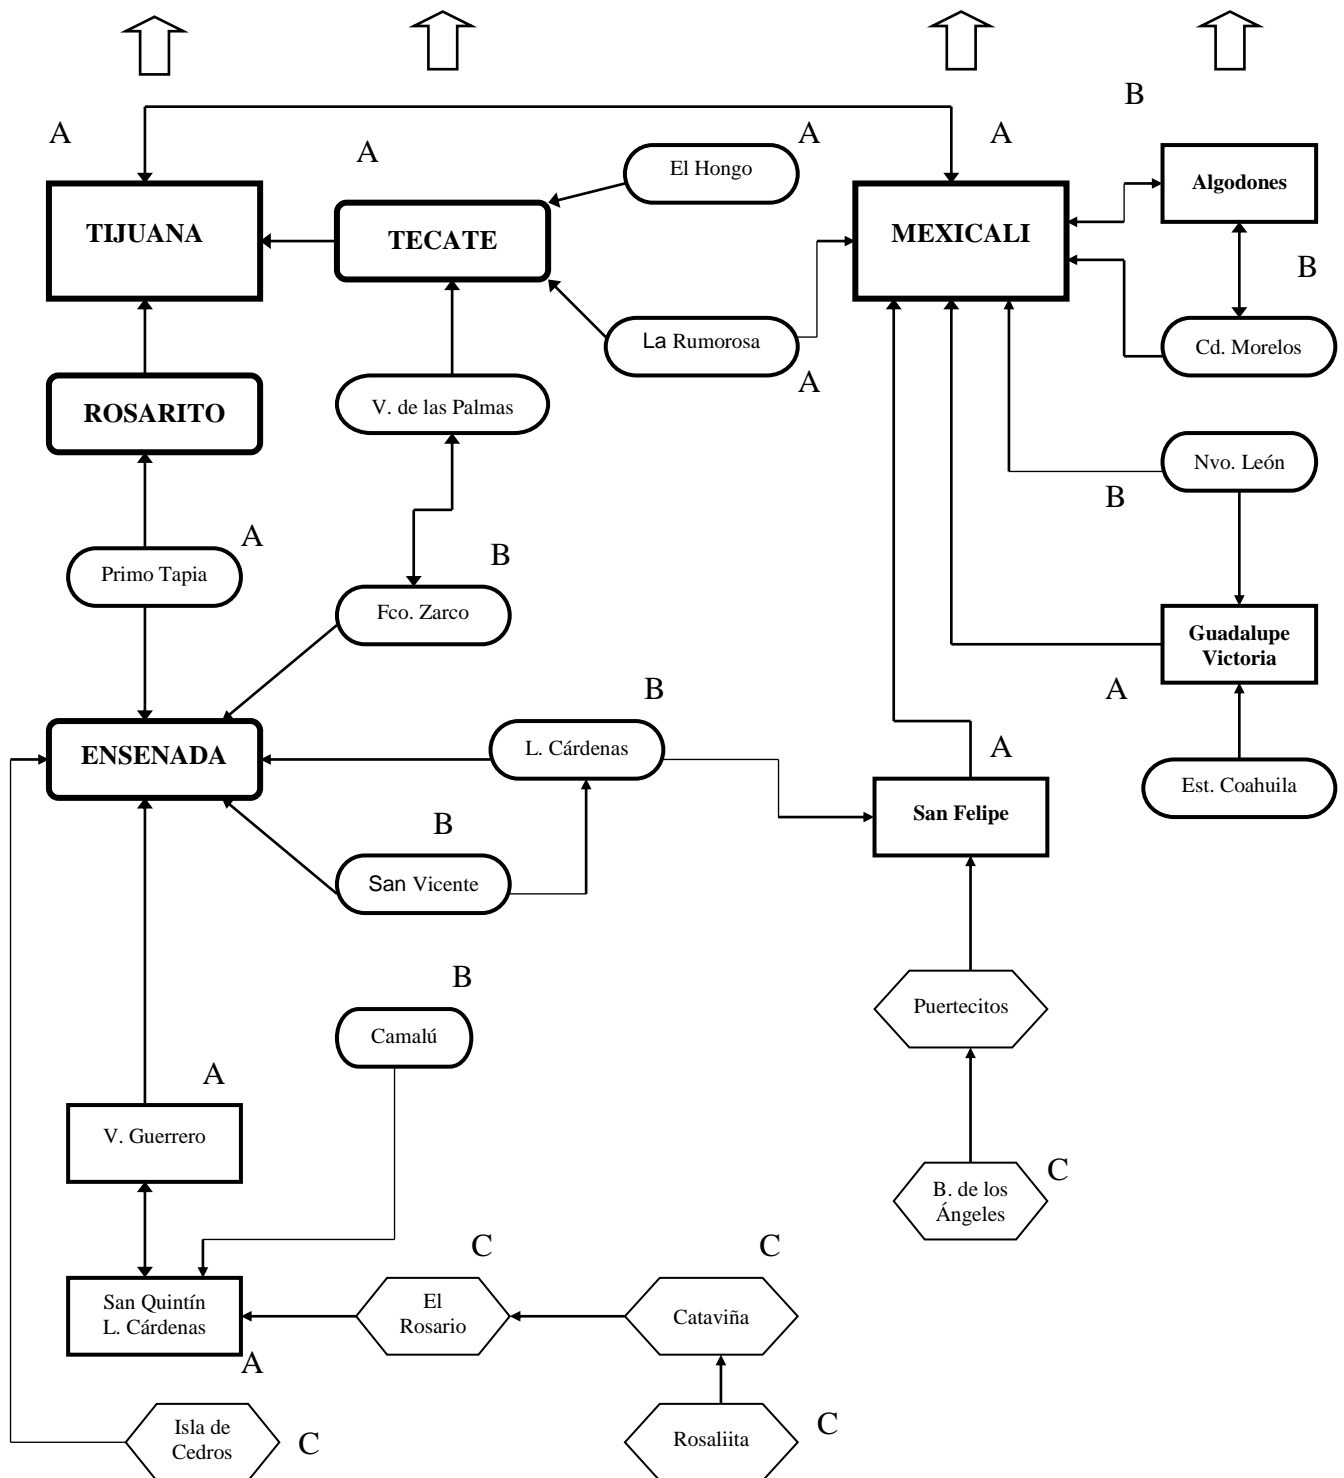 B
A
A
A
A
El Hongo
Algodones
TIJUANA
TECATE
MEXICALI
B
La Rumorosa
Cd. Morelos
A
V. de las Palmas
ROSARITO
Nvo. León
B
A
B
Primo Tapia
Fco. Zarco
Guadalupe
Victoria
A
B
ENSENADA
L. Cárdenas
A
Est. Coahuila
San Felipe
B
San Vicente
B
Puertecitos
Camalú
A
V. Guerrero
C
B. de los
Ángeles
C
C
San Quintín
L. Cárdenas
El
Rosario
Cataviña
A
Isla de
Cedros
C
Rosaliita
C